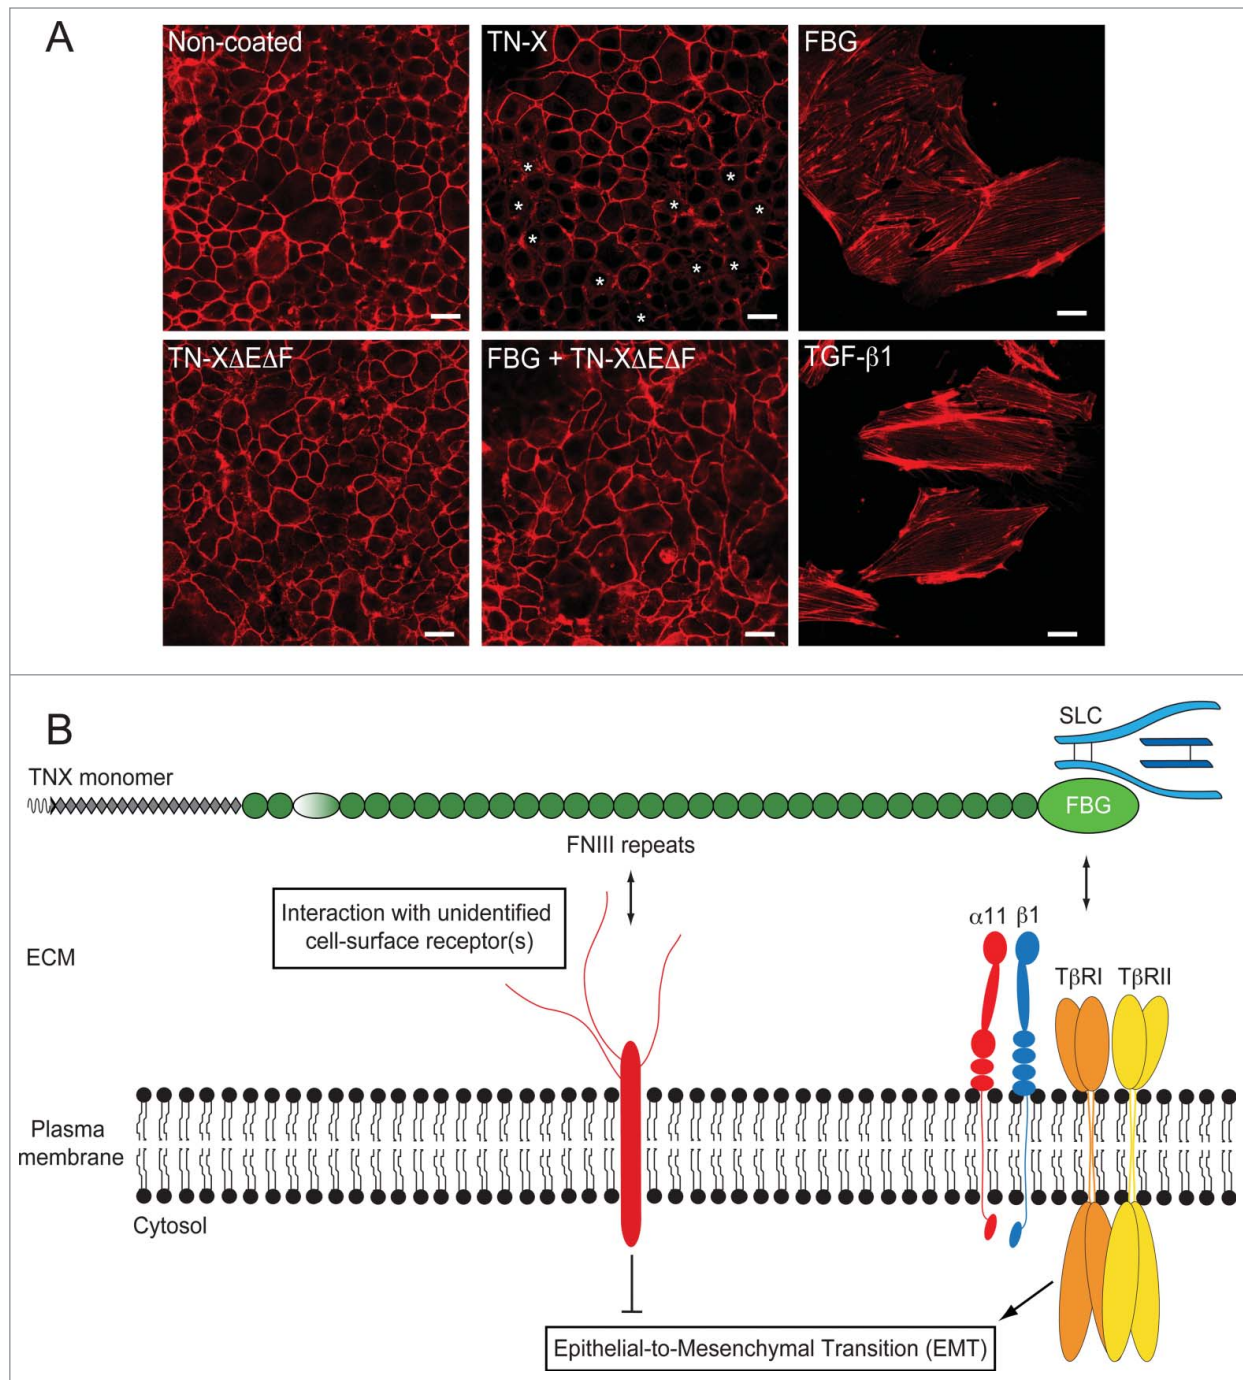 A
Non-coated
TN-X
FBG
* * * * * * * * * * *
TN-XΔEΔF
FBG + TN-XΔEΔF
TGF-β1
B
SLC
TNX monomer
FBG
FNIII repeats
Interaction with unidentified
cell-surface receptor(s)
α11 β1
ECM
TβRI TβRII
Plasma
membrane
Cytosol
Epithelial-to-Mesenchymal Transition (EMT)